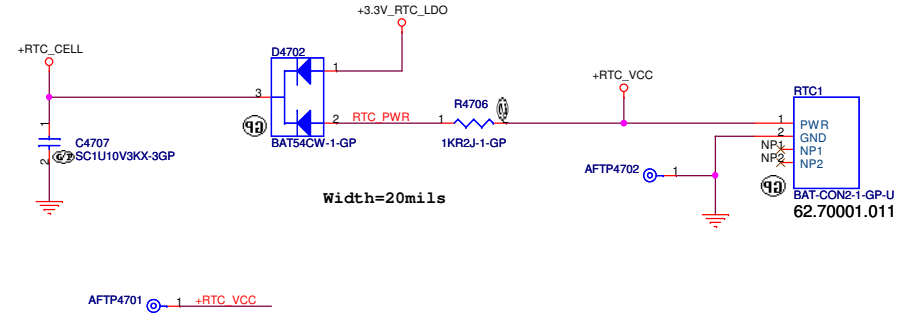 +3.3V_RTC_LDO
+RTC_CELL
D4702
1
3
2
RTC_PWR
BAT54CW-1-GP
1
C4707
SC1U10V3KX-3GP
2
R4706
1
1KR2J-1-GP
+RTC_VCC
RTC1
1
PWR
2
GND
NP1
NP1
NP2
NP2
BAT-CON2-1-GP-U
62.70001.011
AFTP4702
1
Width=20mils
AFTP4701
1
+RTC_VCC